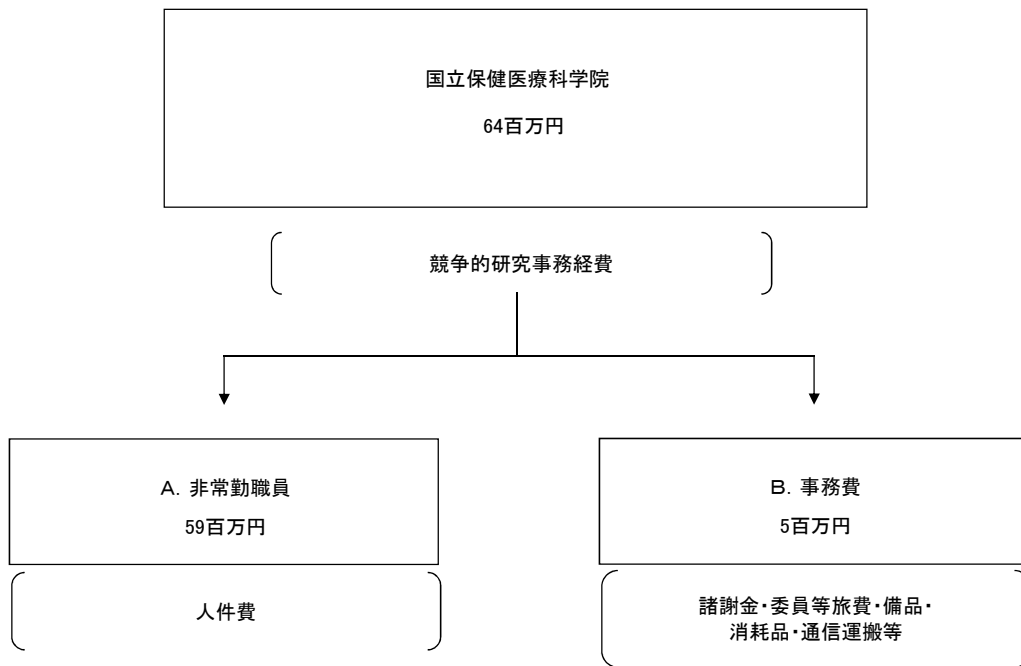 国立保健医療科学院
64百万円
競争的研究事務経費
A. 非常勤職員
59百万円
人件費
B. 事務費
5百万円
諸謝金・委員等旅費・備品・
消耗品・通信運搬等